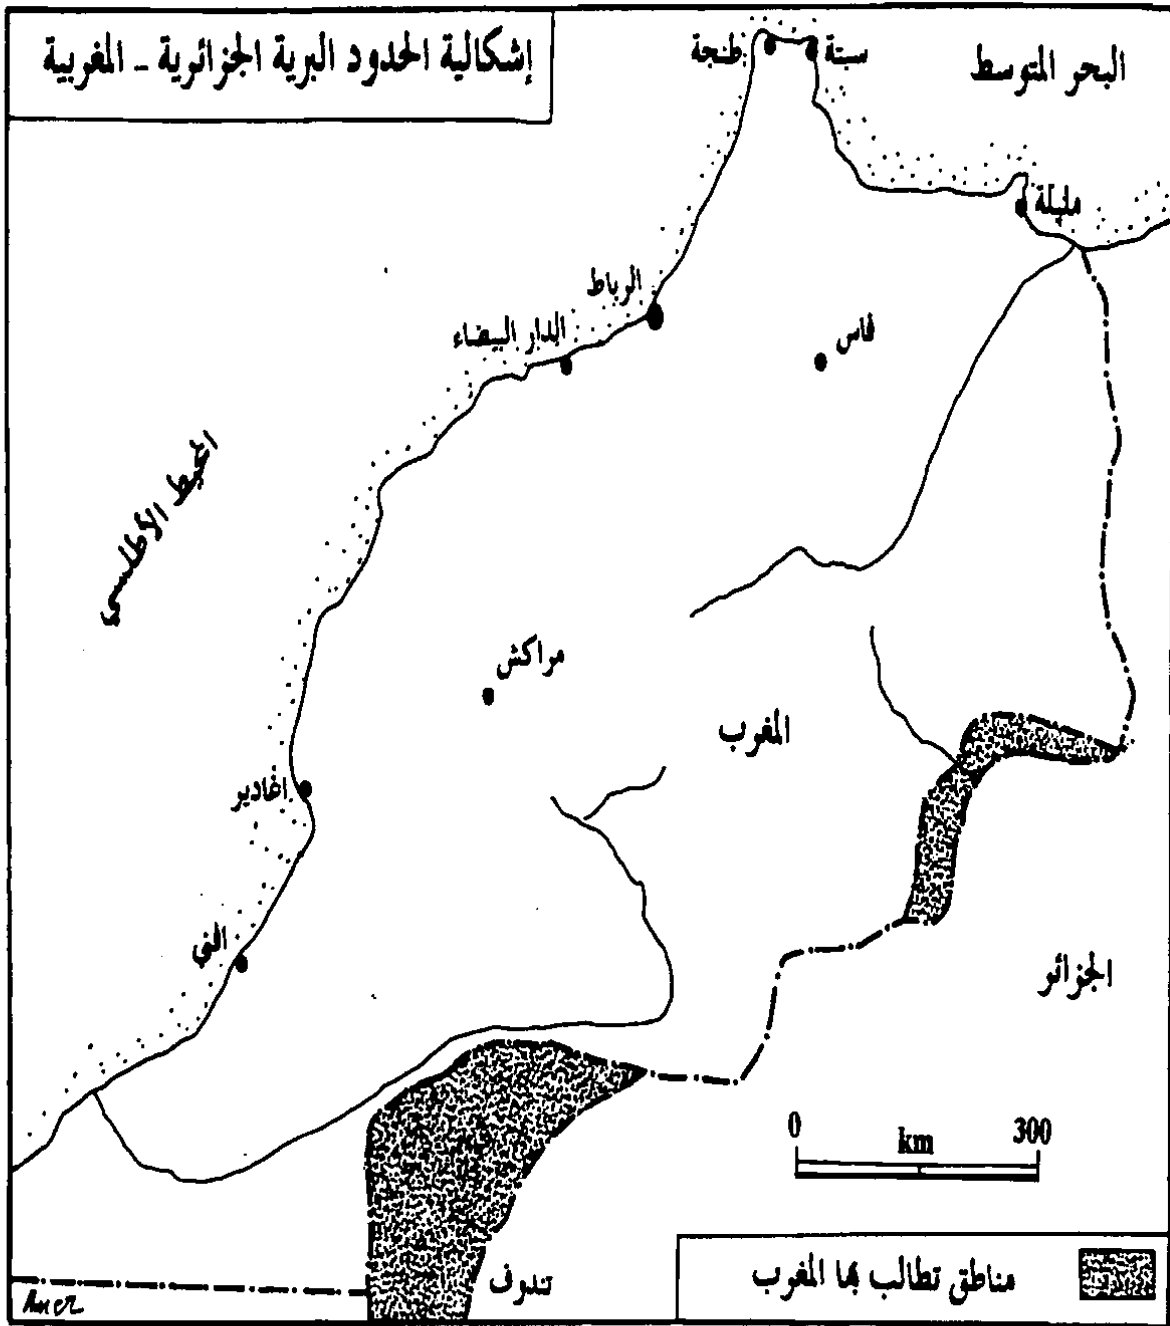 إشكالية الحدود البرية الجزائرية - المغربية
البحر المتوسط
سبتة
طنجة
مليلة
الرباط
الدار البيضاء
فاس
المحيط الأطلسي
مراكش
المغرب
اغادير
افني
الجزائر
0 300
km
تندوف
مناطق تطالب بها المغرب